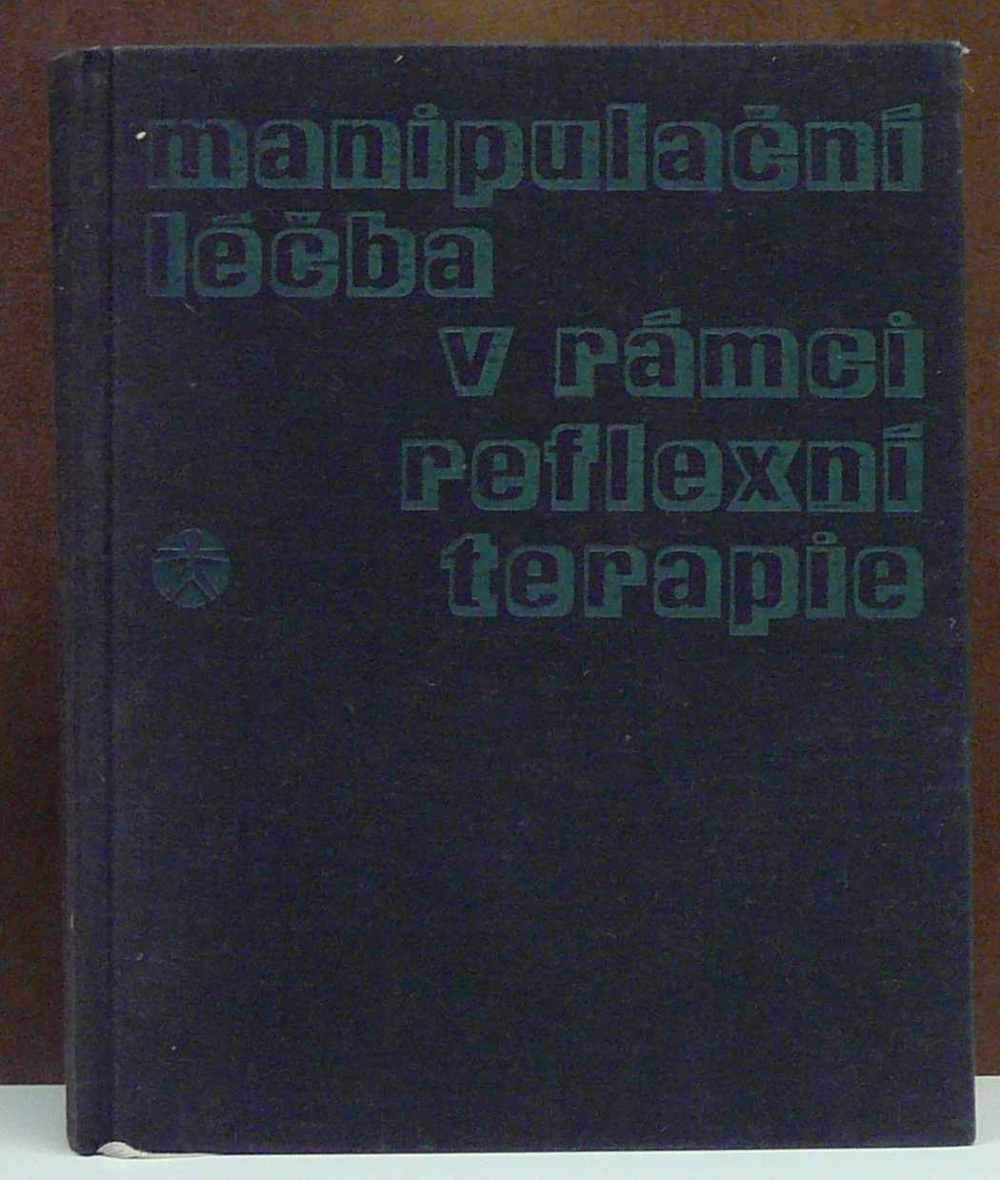 manipulační
léčba
v rámci
reflexní
terapie